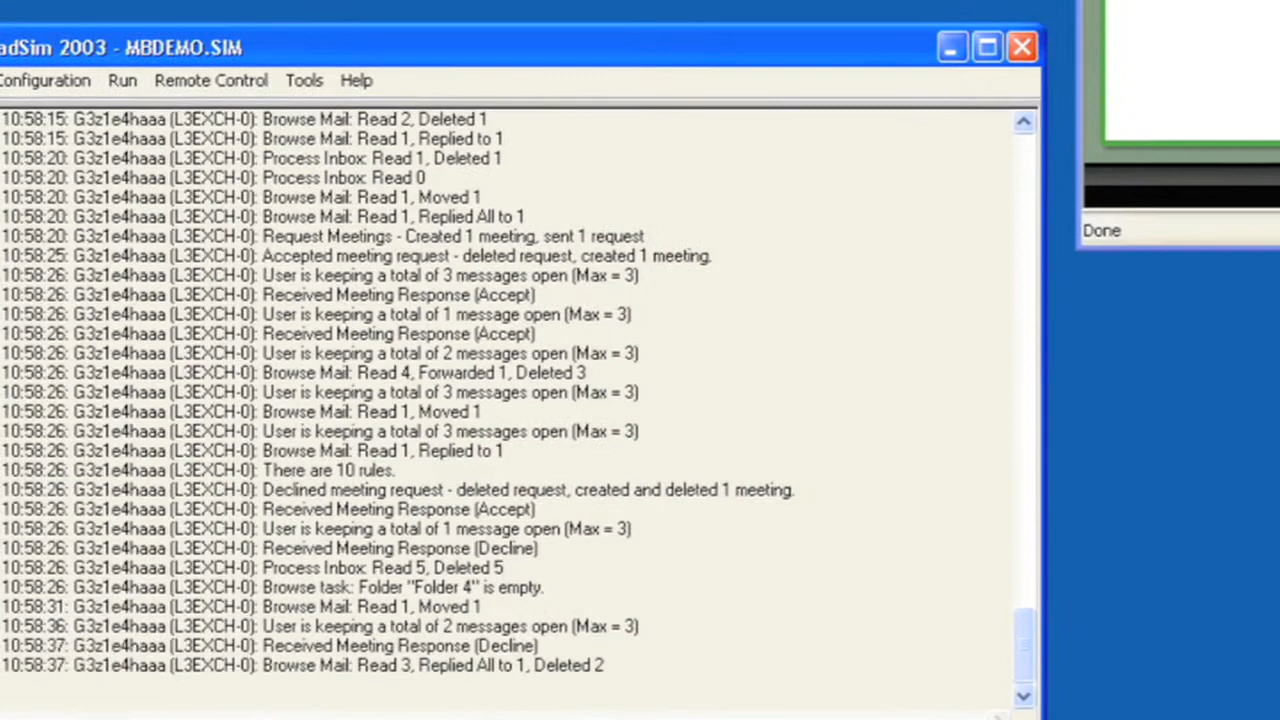 adSim 2003 - MBDEMO.SIM
Configuration Run Remote Control Tools Help
10:58:15: G3z1e4haaa (L3EXCH-0): Browse Mail: Read 2, Deleted 1
10:58:15: G3z1e4haaa (L3EXCH-0): Browse Mail: Read 1, Replied to 1
10:58:20: G3z1e4haaa (L3EXCH-0): Process Inbox: Read 1, Deleted 1
10:58:20: G3z1e4haaa (L3EXCH-0): Process Inbox: Read 0
10:58:20: G3z1e4haaa (L3EXCH-0): Browse Mail: Read 1, Moved 1
10:58:20: G3z1e4haaa (L3EXCH-0): Browse Mail: Read 1, Replied All to 1
10:58:20: G3z1e4haaa (L3EXCH-0): Request Meetings - Created 1 meeting, sent 1 request
10:58:25: G3z1e4haaa (L3EXCH-0): Accepted meeting request - deleted request, created 1 meeting.
10:58:26: G3z1e4haaa (L3EXCH-0): User is keeping a total of 3 messages open (Max = 3)
10:58:26: G3z1e4haaa (L3EXCH-0): Received Meeting Response (Accept)
10:58:26: G3z1e4haaa (L3EXCH-0): User is keeping a total of 1 message open (Max = 3)
10:58:26: G3z1e4haaa (L3EXCH-0): Received Meeting Response (Accept)
10:58:26: G3z1e4haaa (L3EXCH-0): User is keeping a total of 2 messages open (Max = 3)
10:58:26: G3z1e4haaa (L3EXCH-0): Browse Mail: Read 4, Forwarded 1, Deleted 3
10:58:26: G3z1e4haaa (L3EXCH-0): User is keeping a total of 3 messages open (Max = 3)
10:58:26: G3z1e4haaa (L3EXCH-0): Browse Mail: Read 1, Moved 1
10:58:26: G3z1e4haaa (L3EXCH-0): User is keeping a total of 3 messages open (Max = 3)
10:58:26: G3z1e4haaa (L3EXCH-0): Browse Mail: Read 1, Replied to 1
10:58:26: G3z1e4haaa (L3EXCH-0): There are 10 rules.
10:58:26: G3z1e4haaa (L3EXCH-0): Declined meeting request - deleted request, created and deleted 1 meeting.
10:58:26: G3z1e4haaa (L3EXCH-0): Received Meeting Response (Accept)
10:58:26: G3z1e4haaa (L3EXCH-0): User is keeping a total of 1 message open (Max = 3)
10:58:26: G3z1e4haaa (L3EXCH-0): Received Meeting Response (Decline)
10:58:26: G3z1e4haaa (L3EXCH-0): Process Inbox: Read 5, Deleted 5
10:58:26: G3z1e4haaa (L3EXCH-0): Browse task: Folder "Folder 4" is empty.
10:58:31: G3z1e4haaa (L3EXCH-0): Browse Mail: Read 1, Moved 1
10:58:36: G3z1e4haaa (L3EXCH-0): User is keeping a total of 2 messages open (Max = 3)
10:58:37: G3z1e4haaa (L3EXCH-0): Received Meeting Response (Decline)
10:58:37: G3z1e4haaa (L3EXCH-0): Browse Mail: Read 3, Replied All to 1, Deleted 2
Done